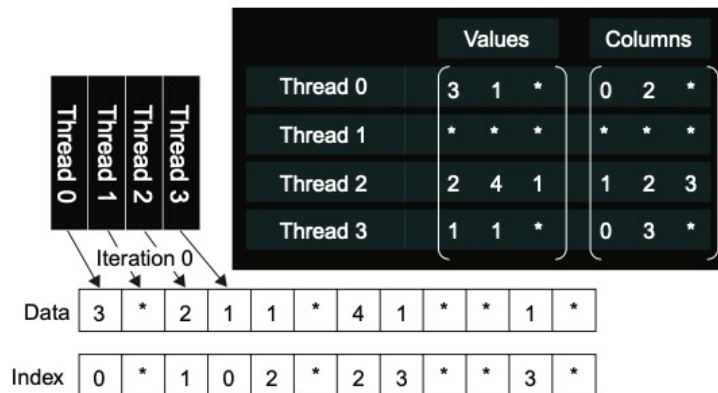 Values Columns
Thread 0 3 1 * 0 2 *
Thread 1 * * * * * *
Thread 2 2 4 1 1 2 3
Thread 3 1 1 * 0 3 *
Thread 0
Thread 1
Thread 2
Thread 3
Iteration 0
Data 3 * 2 1 1 * 4 1 * * 1 *
Index 0 * 1 0 2 * 2 3 * * 3 *